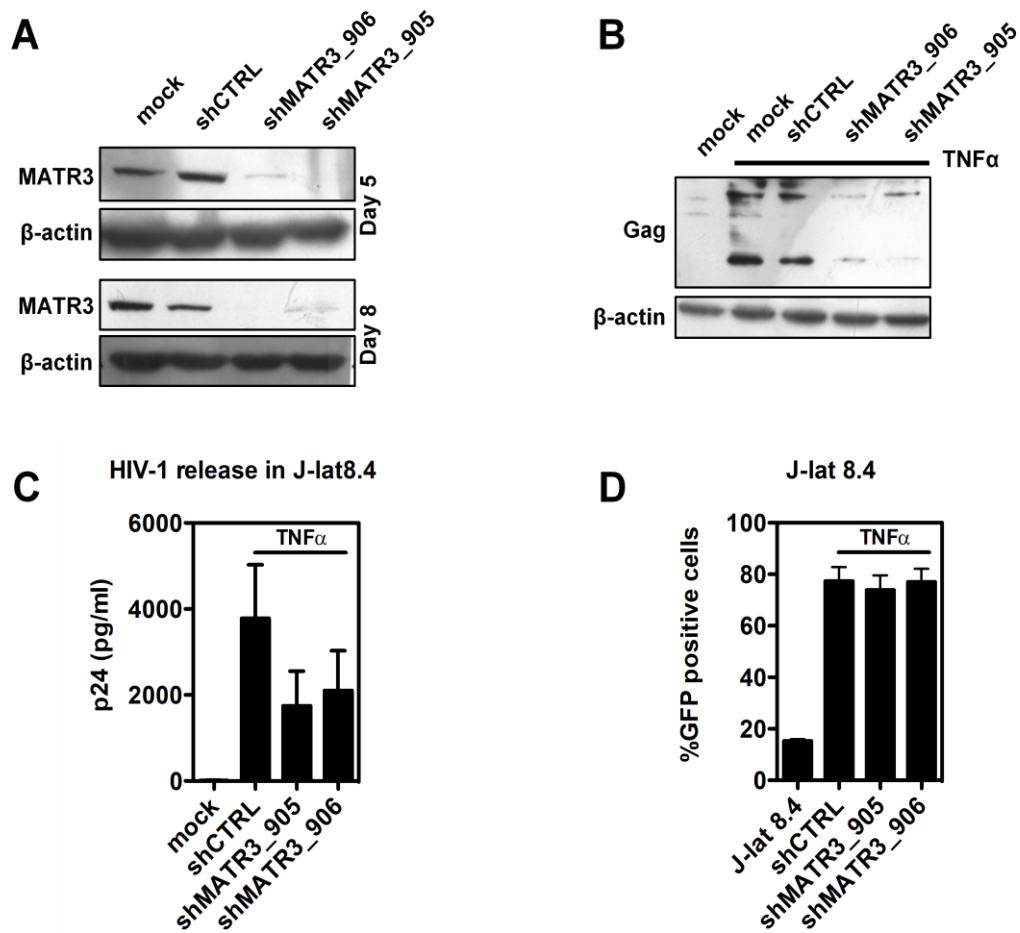 A
mock
shCTRL
shMATR3_906
shMATR3_905
MATR3
β-actin
Day 5
MATR3
β-actin
Day 8
B
mock
mock
shCTRL
shMATR3_906
shMATR3_905
TNFα
Gag
β-actin
C
HIV-1 release in J-lat8.4
p24 (pg/ml)
6000
4000
2000
0
TNFα
mock
shCTRL
shMATR3_905
shMATR3_906
D
J-lat 8.4
%GFP positive cells
100
80
60
40
20
0
TNFα
J-lat 8.4
shCTRL
shMATR3_905
shMATR3_906